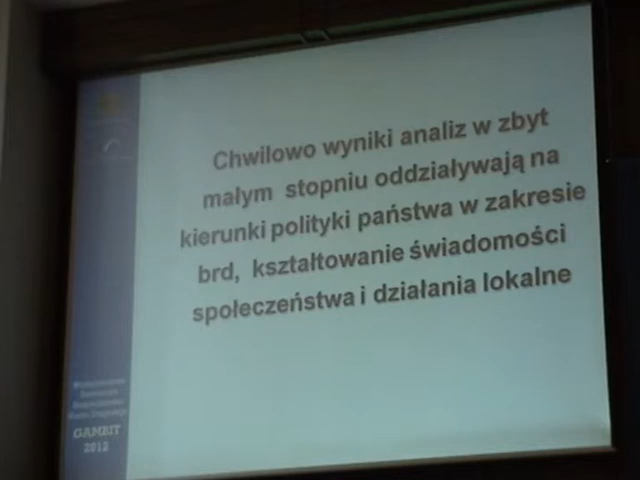 Chwilowo wyniki analiz w zbyt
małym stopniu oddziaływają na
kierunki polityki państwa w zakresie
brd, kształtowanie świadomości
społeczeństwa i działania lokalne
GAMBIT
2012